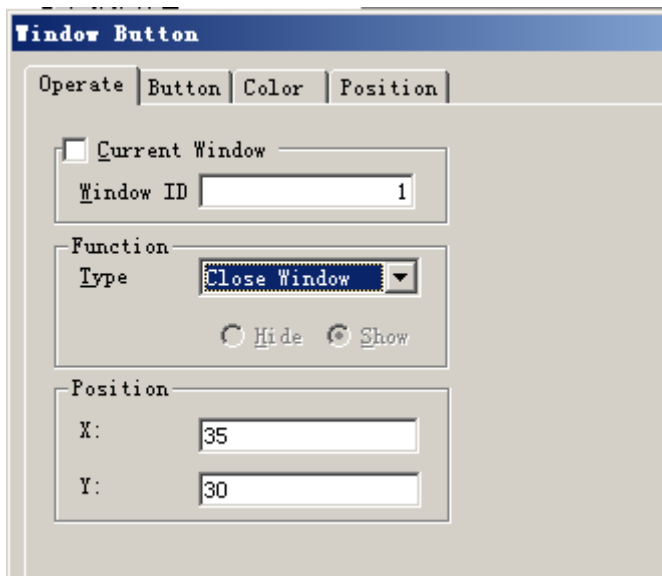 Window Button
Operate Button Color Position
Current Window
Window ID 1
Function
Type Close Window
Hide Show
Position
X: 35
Y: 30